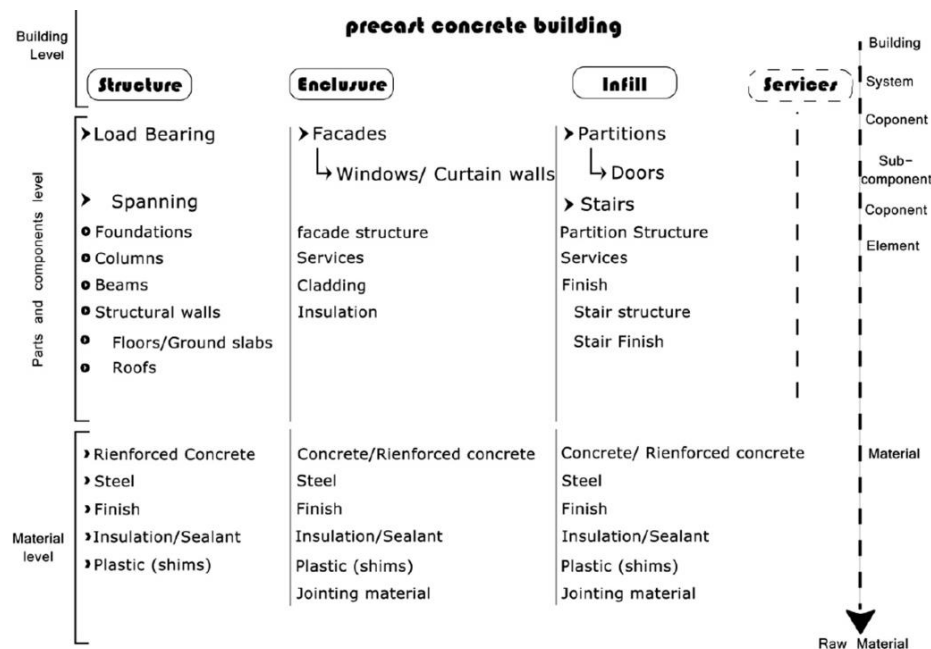 precast concrete building
Building
Level
Structure
Enclusure
Infill
Services
Parts and components level
Load Bearing
Spanning
Foundations
Columns
Beams
Structural walls
Floors/Ground slabs
Roofs
Facades
Windows/ Curtain walls
facade structure
Services
Cladding
Insulation
Partitions
Doors
Stairs
Partition Structure
Services
Finish
Stair structure
Stair Finish
Material
level
Rienforced Concrete
Steel
Finish
Insulation/Sealant
Plastic (shims)
Concrete/Rienforced concrete
Steel
Finish
Insulation/Sealant
Plastic (shims)
Jointing material
Concrete/ Rienforced concrete
Steel
Finish
Insulation/Sealant
Plastic (shims)
Jointing material
Building
System
Coponent
Sub-
component
Coponent
Element
Material
Raw Material